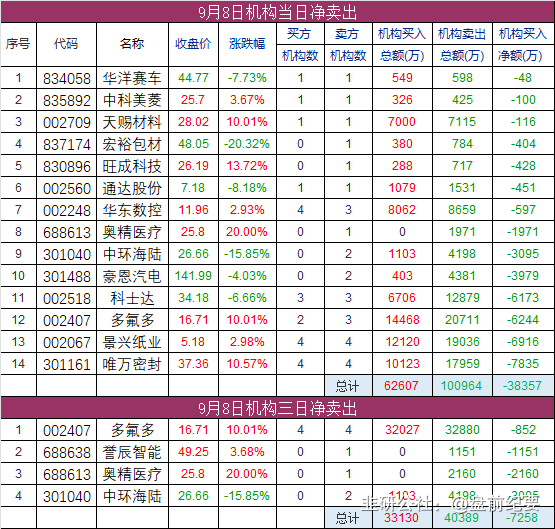 9月8日机构当日净卖出
序号 代码 名称 收盘价 涨跌幅 买方机构数 卖方机构数 机构买入总额(万) 机构卖出总额(万) 机构买入净额(万)
1 834058 华洋赛车 44.77 -7.73% 1 1 549 598 -48
2 835892 中科美菱 25.7 3.67% 1 1 326 425 -100
3 002709 天赐材料 28.02 10.01% 1 1 7000 7115 -116
4 837174 宏裕包材 48.05 -20.32% 0 1 380 784 -404
5 830896 旺成科技 26.19 13.72% 0 1 288 717 -428
6 002560 通达股份 7.18 -8.18% 1 1 1079 1531 -451
7 002248 华东数控 11.96 2.93% 4 3 8062 8659 -597
8 688613 奥精医疗 25.8 20.00% 0 1 0 1971 -1971
9 301040 中环海陆 26.66 -15.85% 0 2 1103 4198 -3095
10 301488 豪恩汽电 141.99 -4.03% 0 2 403 4381 -3979
11 002518 科士达 34.18 -6.66% 3 3 6706 12879 -6173
12 002407 多氟多 16.71 10.01% 2 3 14468 20711 -6244
13 002067 景兴纸业 5.18 2.98% 4 4 12120 19036 -6916
14 301161 唯万密封 37.36 10.57% 4 4 10123 17959 -7835
总计 62607 100964 -38357
9月8日机构三日净卖出
1 002407 多氟多 16.71 10.01% 4 4 32027 32880 -852
2 688638 誉辰智能 49.25 3.68% 0 1 0 1151 -1151
3 688613 奥精医疗 25.8 20.00% 0 1 0 2160 -2160
4 301040 中环海陆 26.66 -15.85% 0 2 1103 4198 -3095
总计 33130 40389 -7258
韭研公社：@盘前纪要